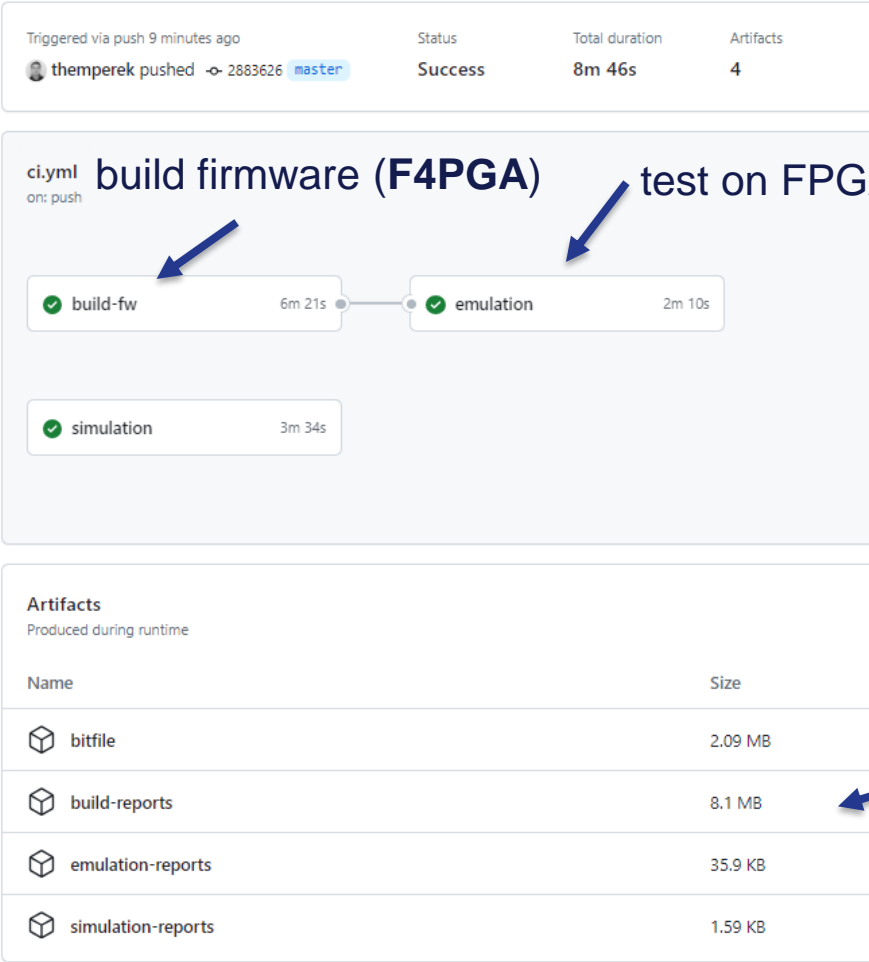 Triggered via push 9 minutes ago Status Total duration Artifacts
themperek pushed 2883626 master Success 8m 46s 4
ci.yml build firmware (F4PGA) test on FPG
on: push
build-fw 6m 21s emulation 2m 10s
simulation 3m 34s
Artifacts
Produced during runtime
Name Size
bitfile 2.09 MB
build-reports 8.1 MB
emulation-reports 35.9 KB
simulation-reports 1.59 KB